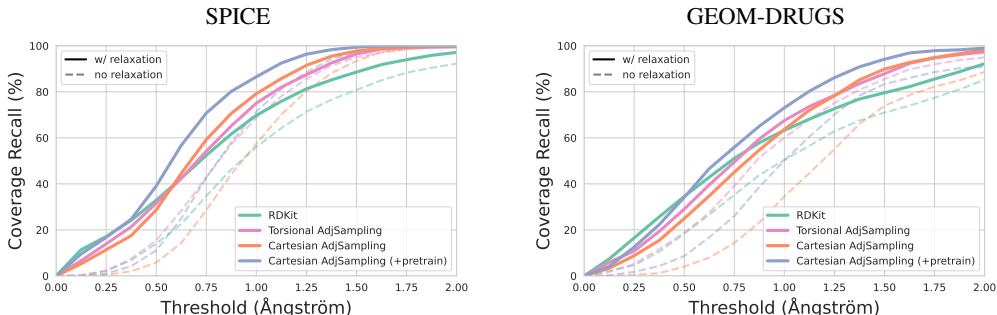 SPICE
Coverage Recall (%)
100
80
60
40
20
0
w/ relaxation
no relaxation
RDKit
Torsional AdjSampling
Cartesian AdjSampling
Cartesian AdjSampling (+pretrain)
0.00 0.25 0.50 0.75 1.00 1.25 1.50 1.75 2.00
Threshold (Ångström)
GEOM-DRUGS
Coverage Recall (%)
100
80
60
40
20
0
w/ relaxation
no relaxation
RDKit
Torsional AdjSampling
Cartesian AdjSampling
Cartesian AdjSampling (+pretrain)
0.00 0.25 0.50 0.75 1.00 1.25 1.50 1.75 2.00
Threshold (Ångström)